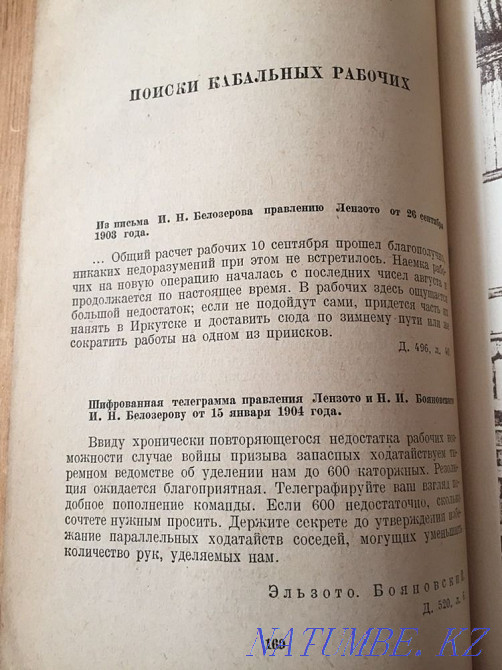 ПОИСКИ КАБАЛЬНЫХ РАБОЧИХ
Из письма И. Н. Белозерова правлению Лензото от 26 сентября
1903 года.
... Общий расчет рабочих 10 сентября прошел благополучно,
никаких недоразумений при этом не встретилось. Наемка рабо-
чих на новую операцию началась с последних чисел августа и
продолжается по настоящее время. В рабочих здесь ощущается
большой недостаток; если не подойдут сами, придется часть их
нанять в Иркутске и доставить сюда по зимнему пути или же
сократить работы на одном из приисков.
Д. 496, л.
Шифрованная телеграмма правления Лензото и Н. И. Бояновского
И. Н. Белозерову от 15 января 1904 года.
Ввиду хронически повторяющегося недостатка рабочих
можности случае войны призыва запасных ходатайствуем
ремном ведомстве об уделении нам до 600 каторжных. Резолю-
ция ожидается благоприятная. Телеграфируйте ваш взгляд
добное пополнение команды. Если 600 недостаточно, сколько
сочтете нужным просить. Держите секрете до утверждения избе-
жание параллельных ходатайств соседей, могущих уменьшить
количество рук, уделяемых нам.
Эльзото. Бояновский.
Д. 520, л.
169
NATUMBE.KZ